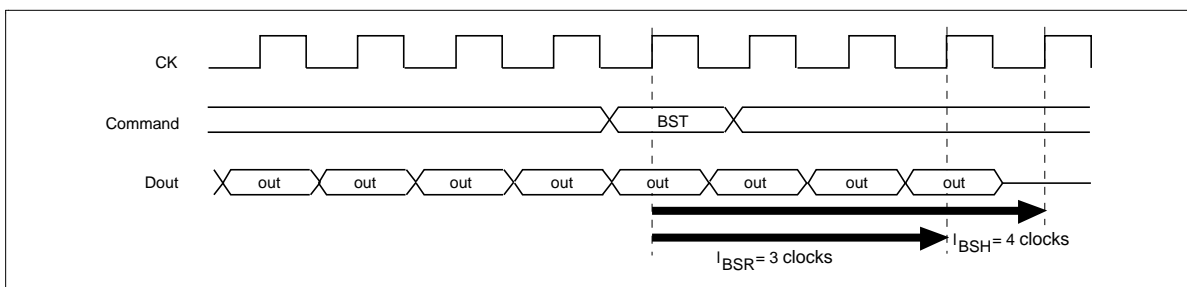 CK
Command BST
Dout out out out out out out out out
lBSH = 4 clocks
lBSR = 3 clocks